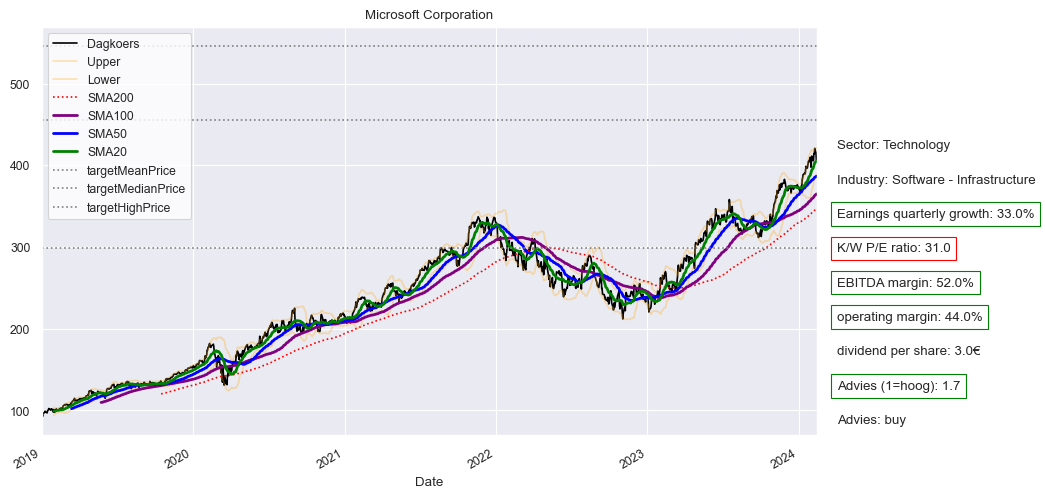 Microsoft Corporation
Dagkoers
Upper
Lower
SMA200
SMA100
SMA50
SMA20
targetMeanPrice
targetMedianPrice
targetHighPrice
500
400
300
200
100
2019
2020
2021
2022
2023
2024
Date
Sector: Technology
Industry: Software - Infrastructure
Earnings quarterly growth: 33.0%
K/W P/E ratio: 31.0
EBITDA margin: 52.0%
operating margin: 44.0%
dividend per share: 3.0€
Advies (1=hoog): 1.7
Advies: buy